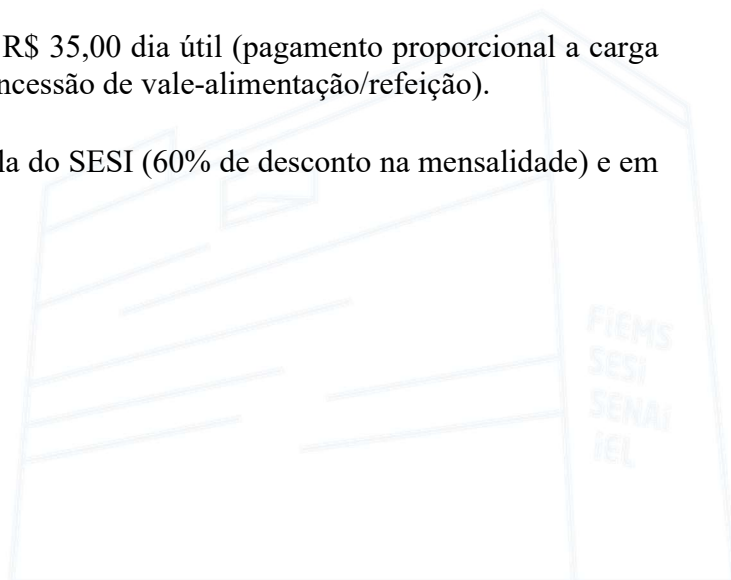 R$ 35,00 dia útil (pagamento proporcional a carga
ncessão de vale-alimentação/refeição).
la do SESI (60% de desconto na mensalidade) e em
FIEMS
SESI
SENAI
IEL